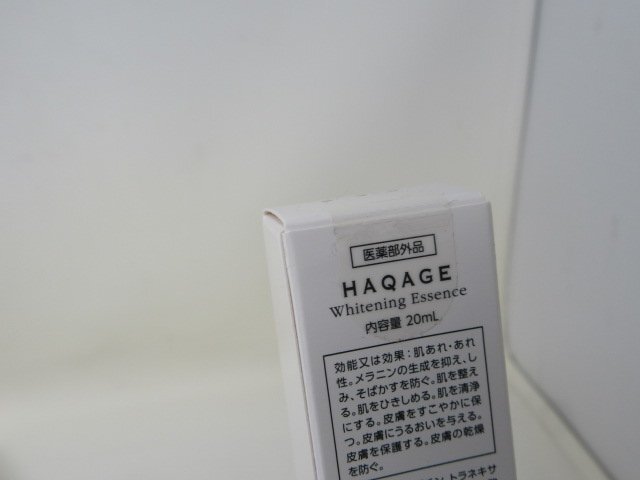 医薬部外品
HAQAGE
Whitening Essence
内容量 20mL
効能又は効果：肌あれ・あれ
性。メラニンの生成を抑え、し
み、そばかすを防ぐ。肌を整え
る。肌をひきしめる。肌を清浄
にする。皮膚をすこやかに保
つ。皮膚にうるおいを与える。
皮膚を保護する。皮膚の乾燥
を防ぐ。
トラネキサ